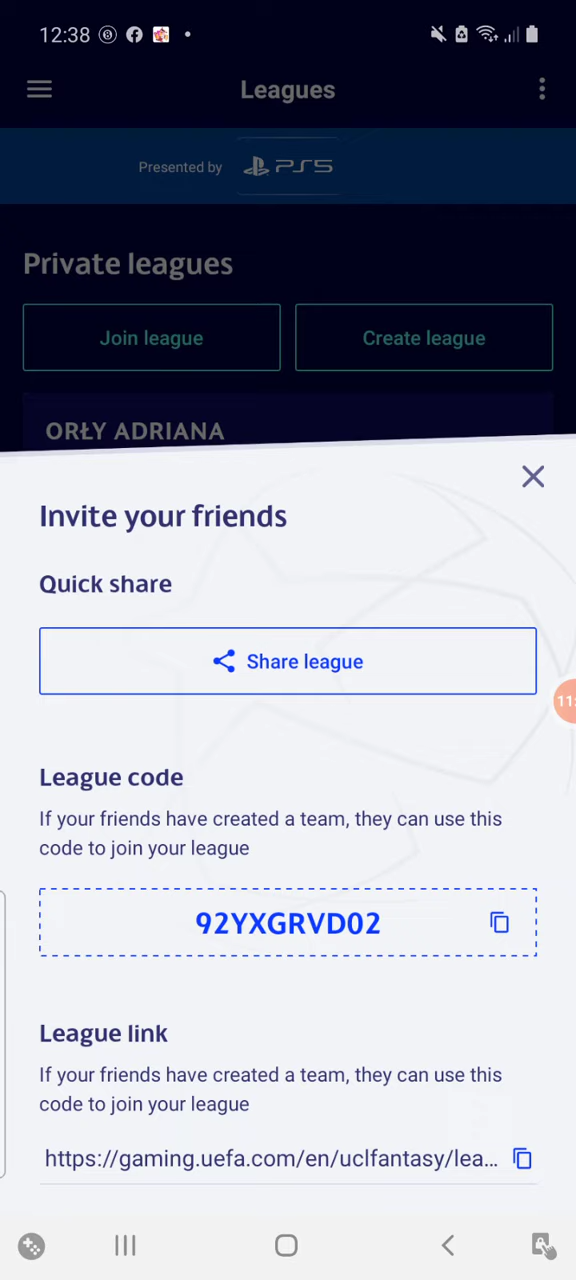 12:38
Leagues
Presented by PS5
Private leagues
Join league
Create league
ORŁY ADRIANA
Invite your friends
Quick share
Share league
11:
League code
If your friends have created a team, they can use this
code to join your league
92YXGRVD02
League link
If your friends have created a team, they can use this
code to join your league
https://gaming.uefa.com/en/uclfantasy/lea...